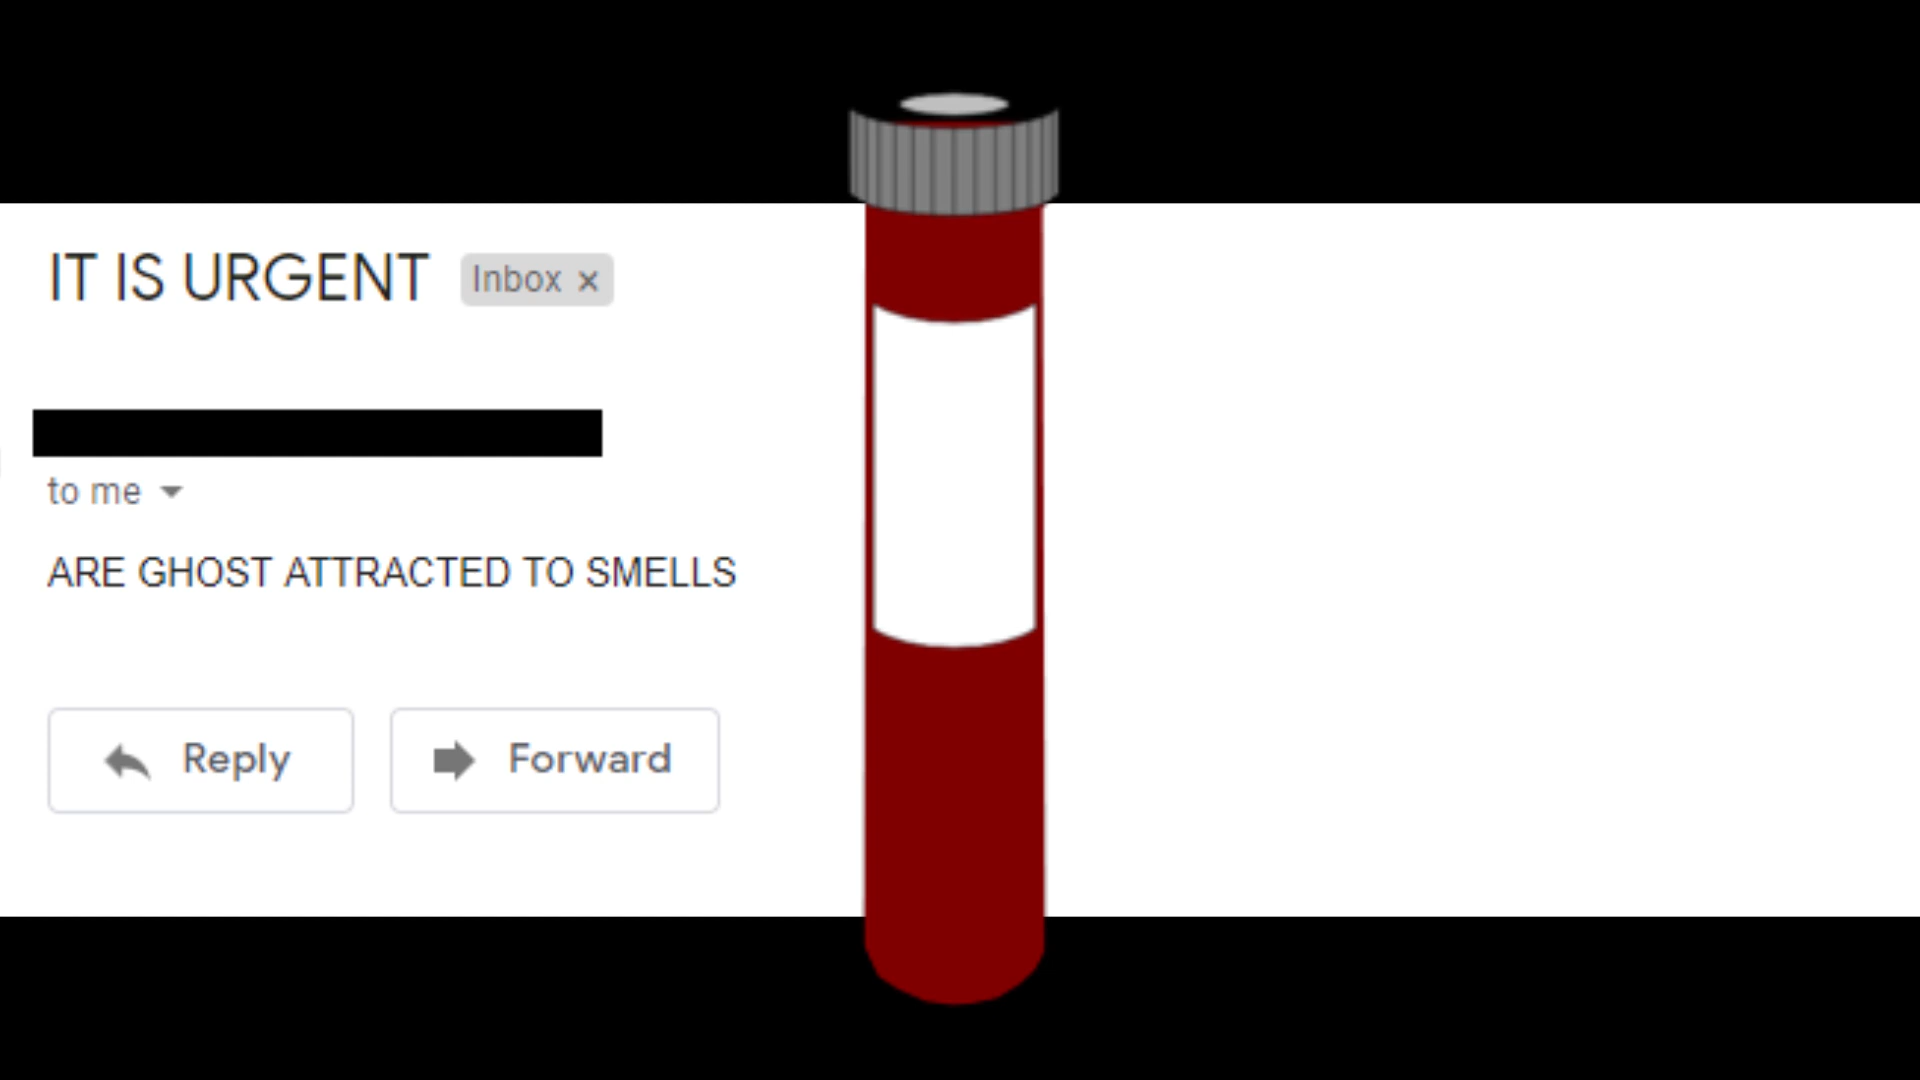 IT IS URGENT Inbox ×
to me
ARE GHOST ATTRACTED TO SMELLS
Reply Forward